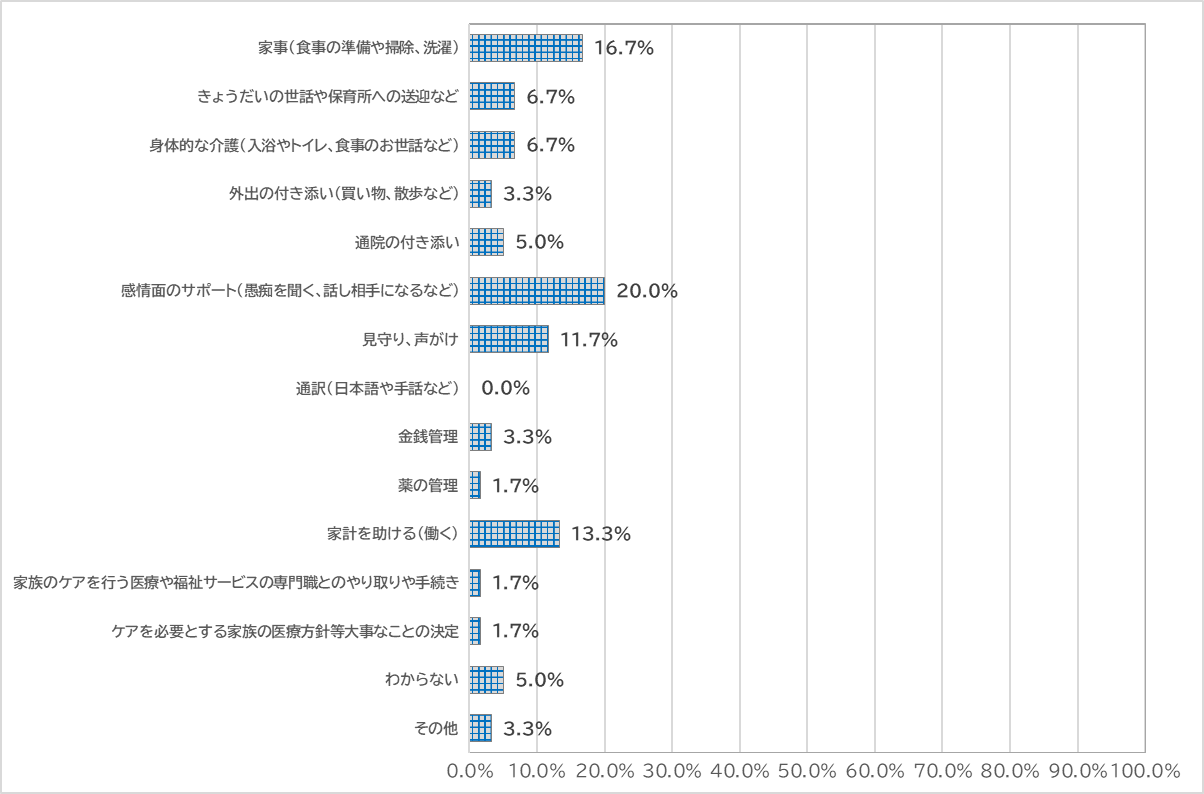 家事（食事の準備や掃除、洗濯） 16.7%
きょうだいの世話や保育所への送迎など 6.7%
身体的な介護（入浴やトイレ、食事のお世話など） 6.7%
外出の付き添い（買い物、散歩など） 3.3%
通院の付き添い 5.0%
感情面のサポート（愚痴を聞く、話し相手になるなど） 20.0%
見守り、声がけ 11.7%
通訳（日本語や手話など） 0.0%
金銭管理 3.3%
薬の管理 1.7%
家計を助ける（働く） 13.3%
家族のケアを行う医療や福祉サービスの専門職とのやり取りや手続き 1.7%
ケアを必要とする家族の医療方針等大事なことの決定 1.7%
わからない 5.0%
その他 3.3%
0.0% 10.0% 20.0% 30.0% 40.0% 50.0% 60.0% 70.0% 80.0% 90.0% 100.0%